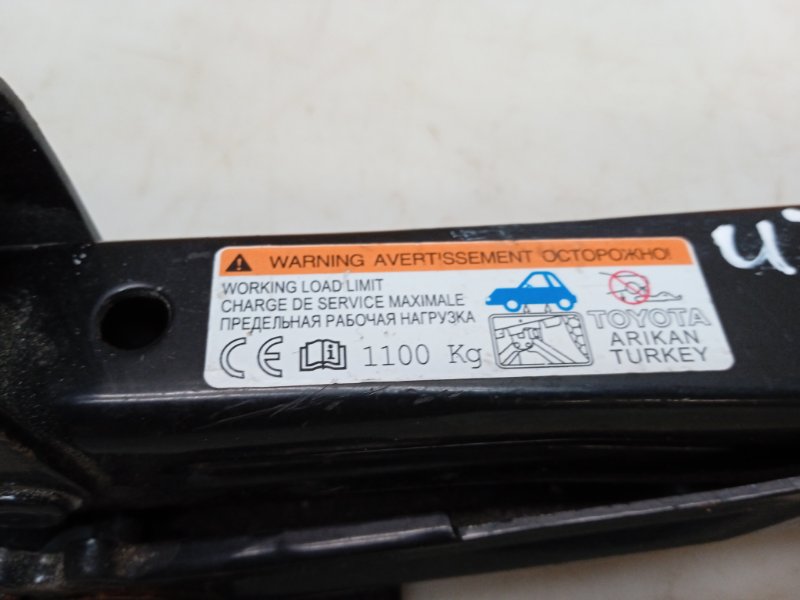 WARNING AVERTISSEMENT ОСТОРОЖНО!
WORKING LOAD LIMIT
CHARGE DE SERVICE MAXIMALE
ПРЕДЕЛЬНАЯ РАБОЧАЯ НАГРУЗКА
CE 1100 Kg
TOYOTA
ARIKAN
TURKEY